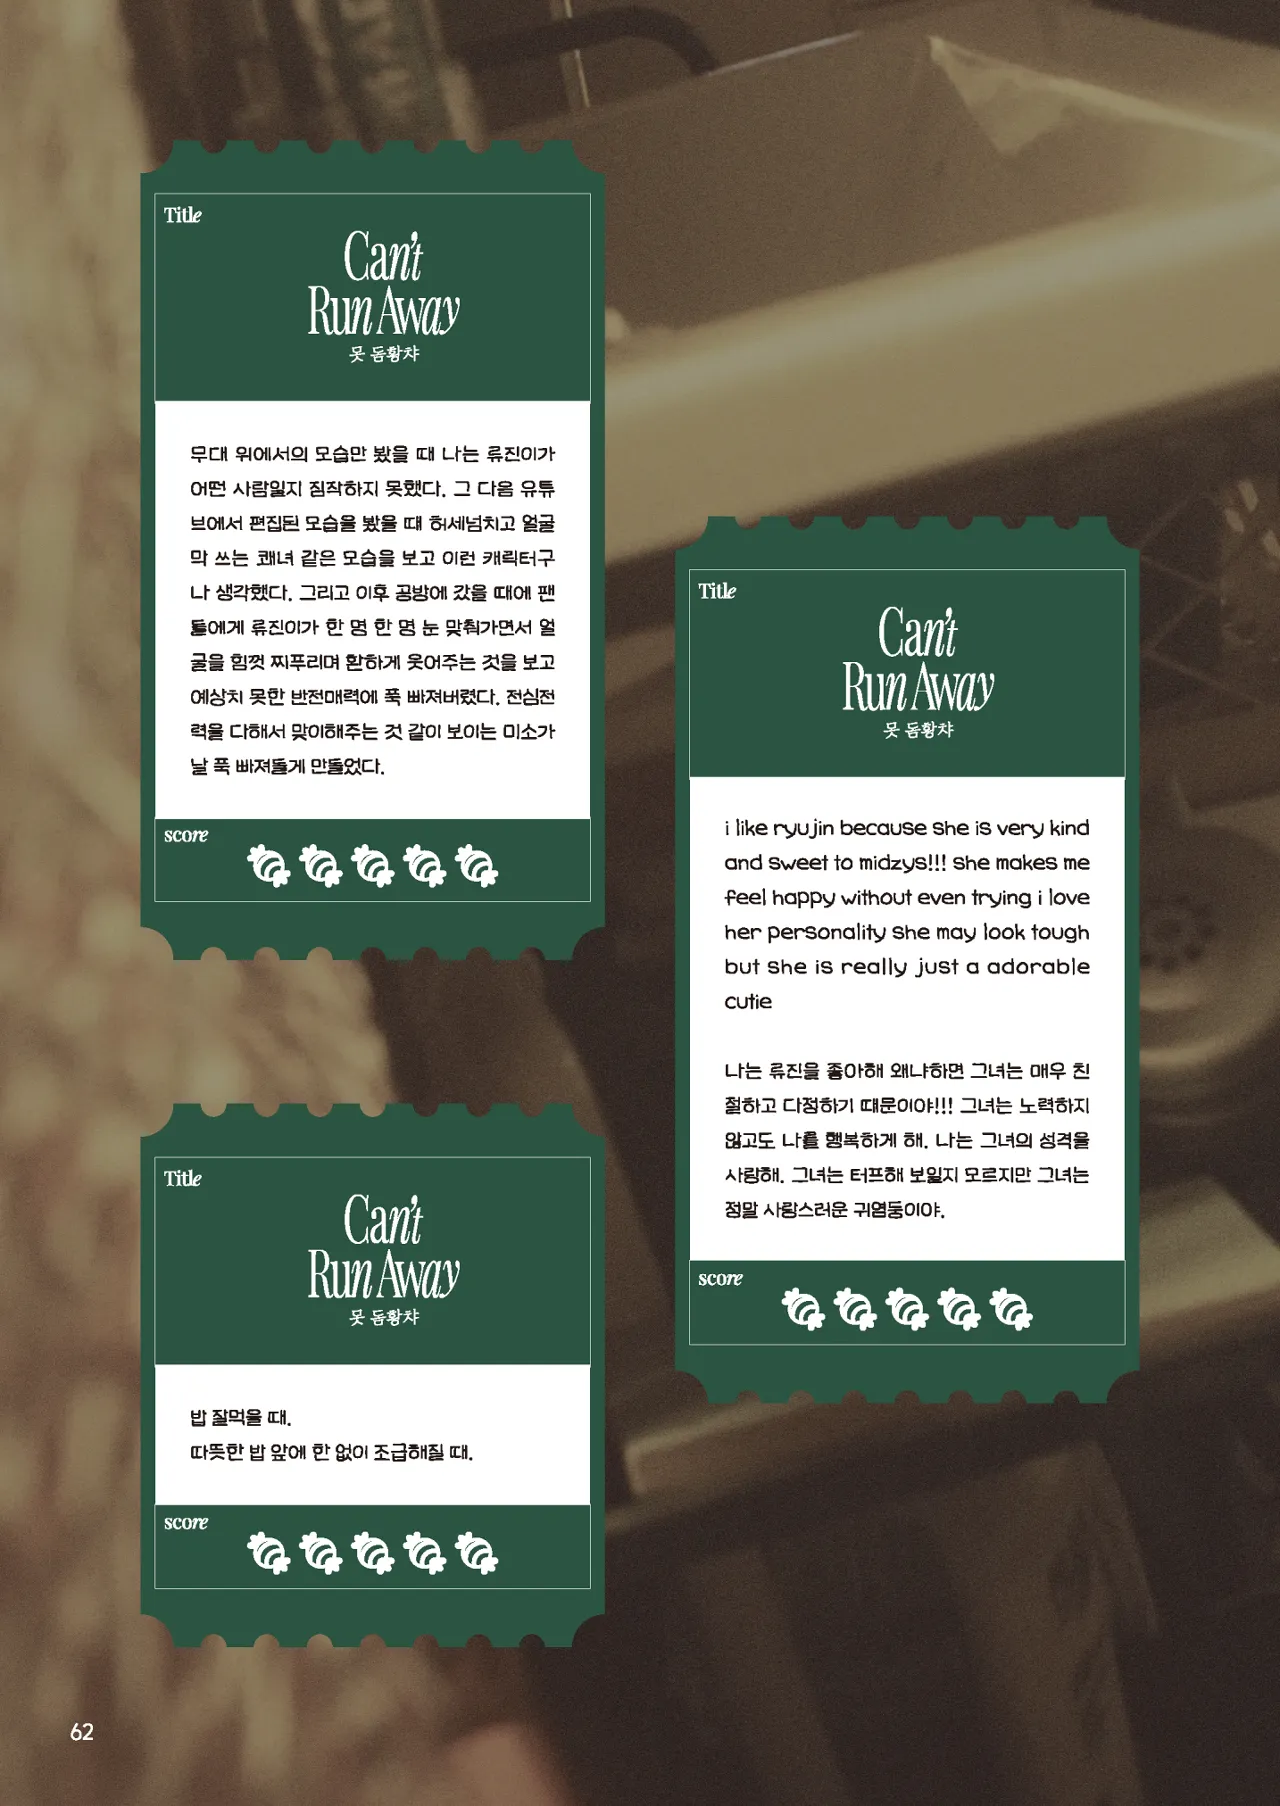 Title
Can't
Run Away
못 돔황챠
무대 위에서의 모습만 봤을 때 나는 류진이가
어떤 사람일지 짐작하지 못했다. 그 다음 유튜
브에서 편집된 모습을 봤을 때 허세넘치고 얼굴
막 쓰는 쾌녀 같은 모습을 보고 이런 캐릭터구
나 생각했다. 그리고 이후 공방에 갔을 때에 팬
들에게 류진이가 한 명 한 명 눈 맞춰가면서 얼
굴을 힘껏 찌푸리며 환하게 웃어주는 것을 보고
예상치 못한 반전매력에 푹 빠져버렸다. 전심전
력을 다해서 맞이해주는 것 같이 보이는 미소가
날 푹 빠져들게 만들었다.
score
Title
Can't
Run Away
못 돔황챠
밥 잘먹을 때.
따뜻한 밥 앞에 한 없이 조급해질 때.
score
Title
Can't
Run Away
못 돔황챠
i like ryujin because she is very kind
and sweet to midzys!!! she makes me
feel happy without even trying i love
her personality she may look tough
but she is really just a adorable
cutie
나는 류진을 좋아해 왜냐하면 그녀는 매우 친
절하고 다정하기 때문이야!!! 그녀는 노력하지
않고도 나를 행복하게 해. 나는 그녀의 성격을
사랑해. 그녀는 터프해 보일지 모르지만 그녀는
정말 사랑스러운 귀염둥이야.
score
62